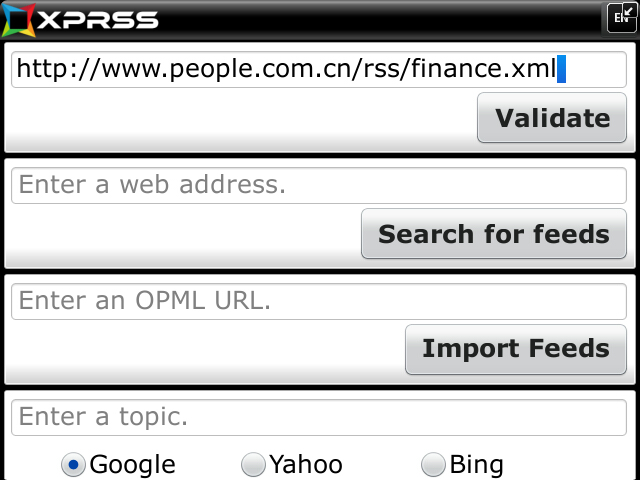 XPRSS
EN
http://www.people.com.cn/rss/finance.xml
Validate
Enter a web address.
Search for feeds
Enter an OPML URL.
Import Feeds
Enter a topic.
Google Yahoo Bing